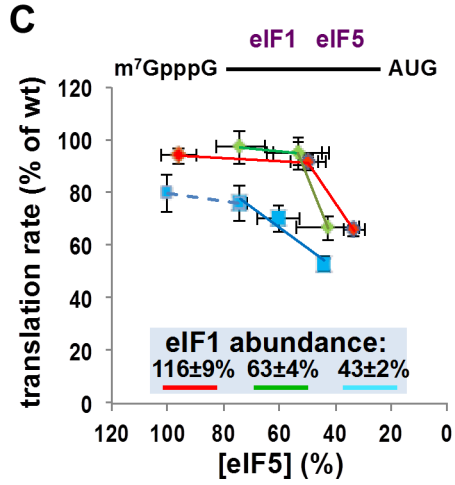 C
eIF1 eIF5
m⁷GpppG AUG
translation rate (% of wt)
120
100
80
60
40
20
0
eIF1 abundance:
116±9% 63±4% 43±2%
120 100 80 60 40 20 0
[eIF5] (%)